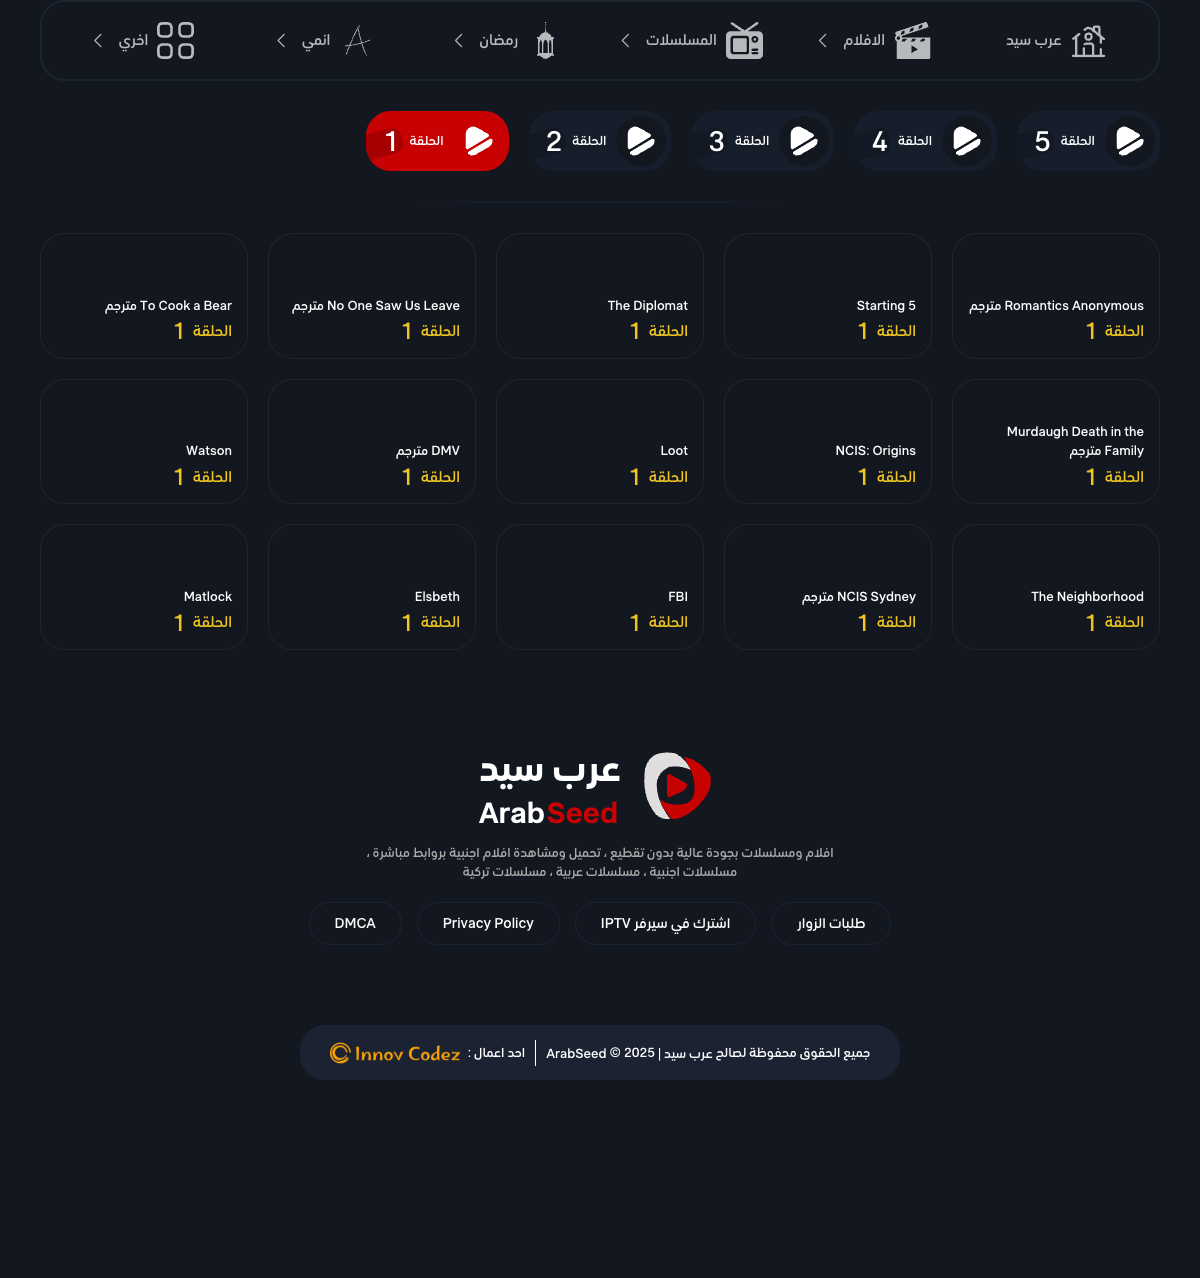 عرب سيد
الافلام
المسلسلات
رمضان
انمي
اخري
الحلقة 5
الحلقة 4
الحلقة 3
الحلقة 2
الحلقة 1
Romantics Anonymous مترجم
الحلقة 1
Starting 5
الحلقة 1
The Diplomat
الحلقة 1
No One Saw Us Leave مترجم
الحلقة 1
To Cook a Bear مترجم
الحلقة 1
Murdaugh Death in the
Family مترجم
الحلقة 1
NCIS: Origins
الحلقة 1
Loot
الحلقة 1
DMV مترجم
الحلقة 1
Watson
الحلقة 1
The Neighborhood
الحلقة 1
NCIS Sydney مترجم
الحلقة 1
FBI
الحلقة 1
Elsbeth
الحلقة 1
Matlock
الحلقة 1
عرب سيد
ArabSeed
افلام ومسلسلات بجودة عالية بدون تقطيع ، تحميل ومشاهدة افلام اجنبية بروابط مباشرة ،
مسلسلات اجنبية ، مسلسلات عربية ، مسلسلات تركية
طلبات الزوار
اشترك في سيرفر IPTV
Privacy Policy
DMCA
جميع الحقوق محفوظة لصالح عرب سيد | ArabSeed © 2025
احد اعمال : Innov Codez